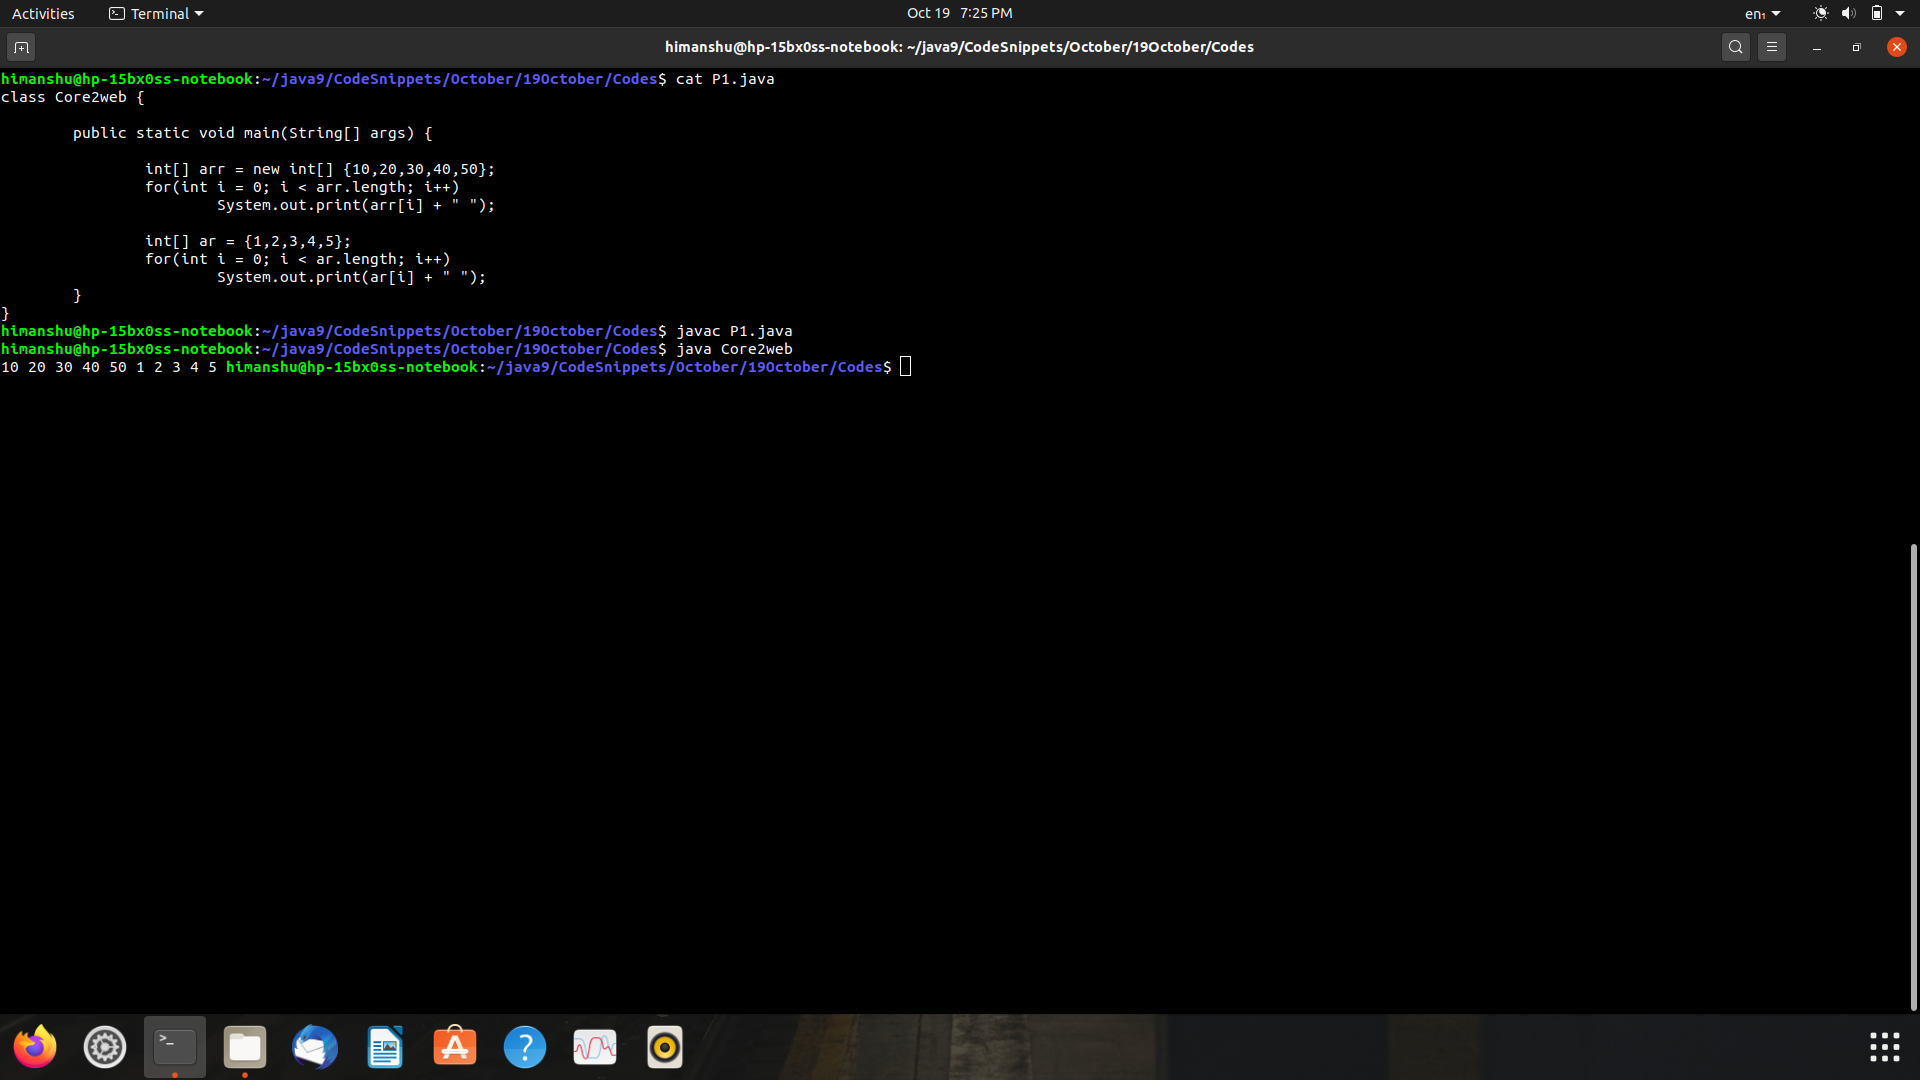 Activities Terminal Oct 19 7:25 PM en₁
himanshu@hp-15bx0ss-notebook: ~/java9/CodeSnippets/October/19October/Codes
himanshu@hp-15bx0ss-notebook:~/java9/CodeSnippets/October/19October/Codes$ cat P1.java
class Core2web {
        public static void main(String[] args) {
                int[] arr = new int[] {10,20,30,40,50};
                for(int i = 0; i < arr.length; i++)
                        System.out.print(arr[i] + " ");
                int[] ar = {1,2,3,4,5};
                for(int i = 0; i < ar.length; i++)
                        System.out.print(ar[i] + " ");
        }
}
himanshu@hp-15bx0ss-notebook:~/java9/CodeSnippets/October/19October/Codes$ javac P1.java
himanshu@hp-15bx0ss-notebook:~/java9/CodeSnippets/October/19October/Codes$ java Core2web
10 20 30 40 50 1 2 3 4 5 himanshu@hp-15bx0ss-notebook:~/java9/CodeSnippets/October/19October/Codes$